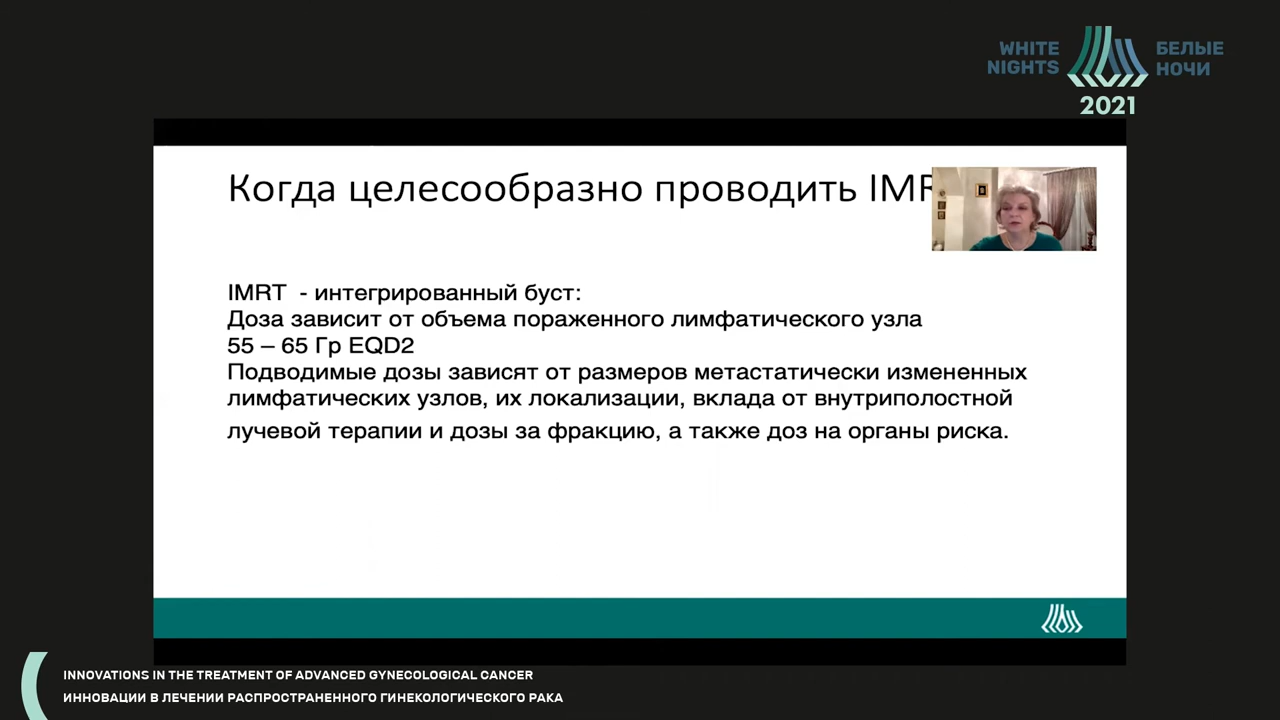 WHITE
NIGHTS
БЕЛЫЕ
НОЧИ
2021
Когда целесообразно проводить
IMRT - интегрированный буст:
Доза зависит от объема пораженного лимфатического узла
55 – 65 Гр EQD2
Подводимые дозы зависят от размеров метастатически измененных
лимфатических узлов, их локализации, вклада от внутриполостной
лучевой терапии и дозы за фракцию, а также доз на органы риска.
INNOVATIONS IN THE TREATMENT OF ADVANCED GYNECOLOGICAL CANCER
ИННОВАЦИИ В ЛЕЧЕНИИ РАСПРОСТРАНЕННОГО ГИНЕКОЛОГИЧЕСКОГО РАКА